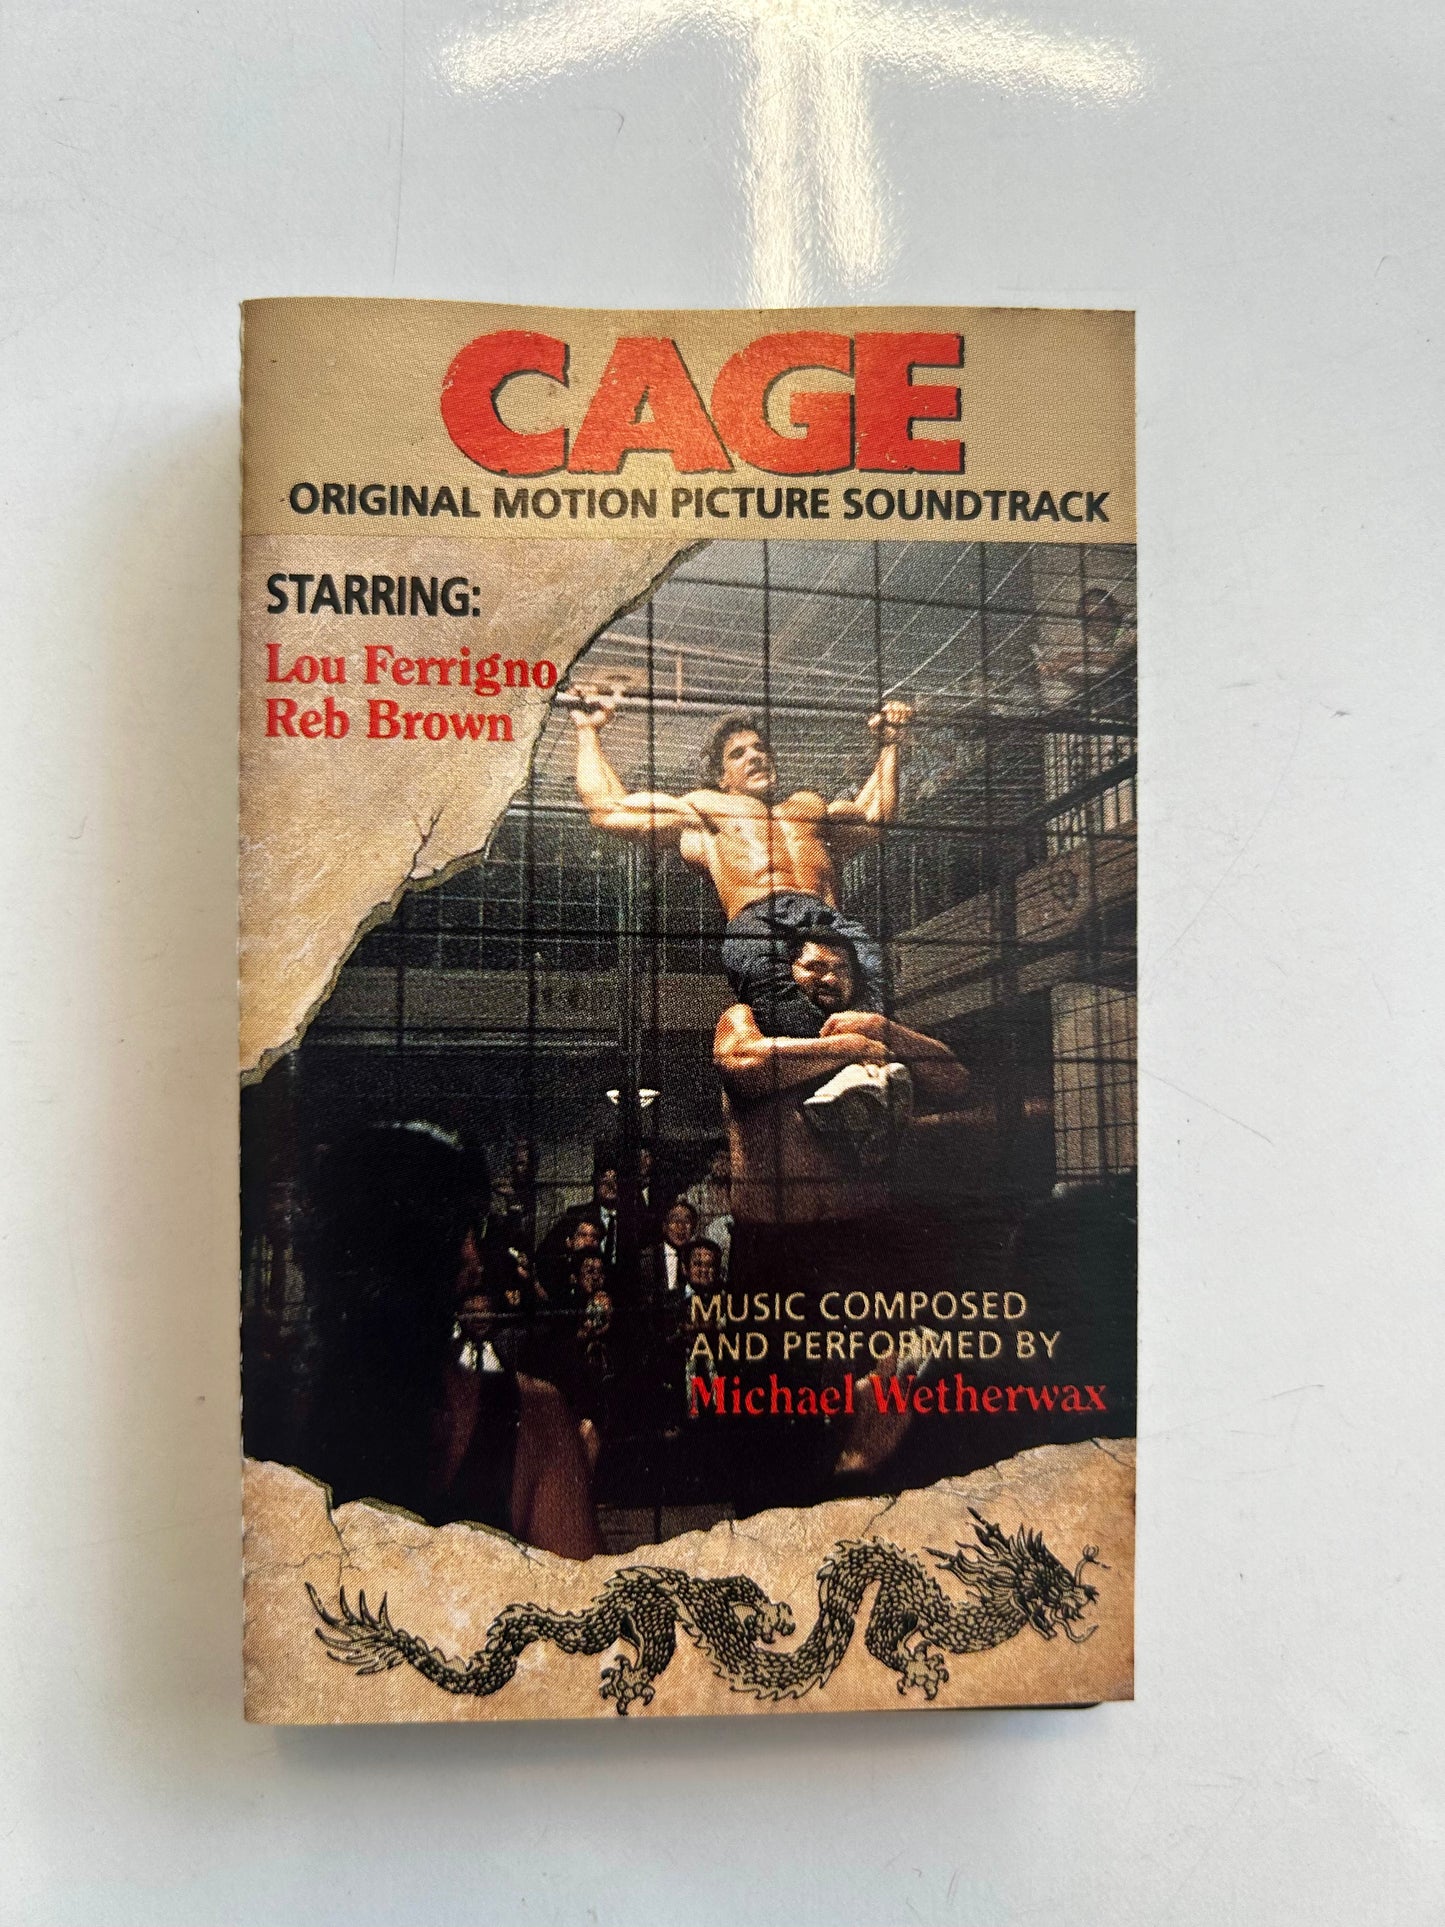 CAGE
ORIGINAL MOTION PICTURE SOUNDTRACK
STARRING:
Lou Ferrigno
Reb Brown
MUSIC COMPOSED
AND PERFORMED BY
Michael Wetherwax